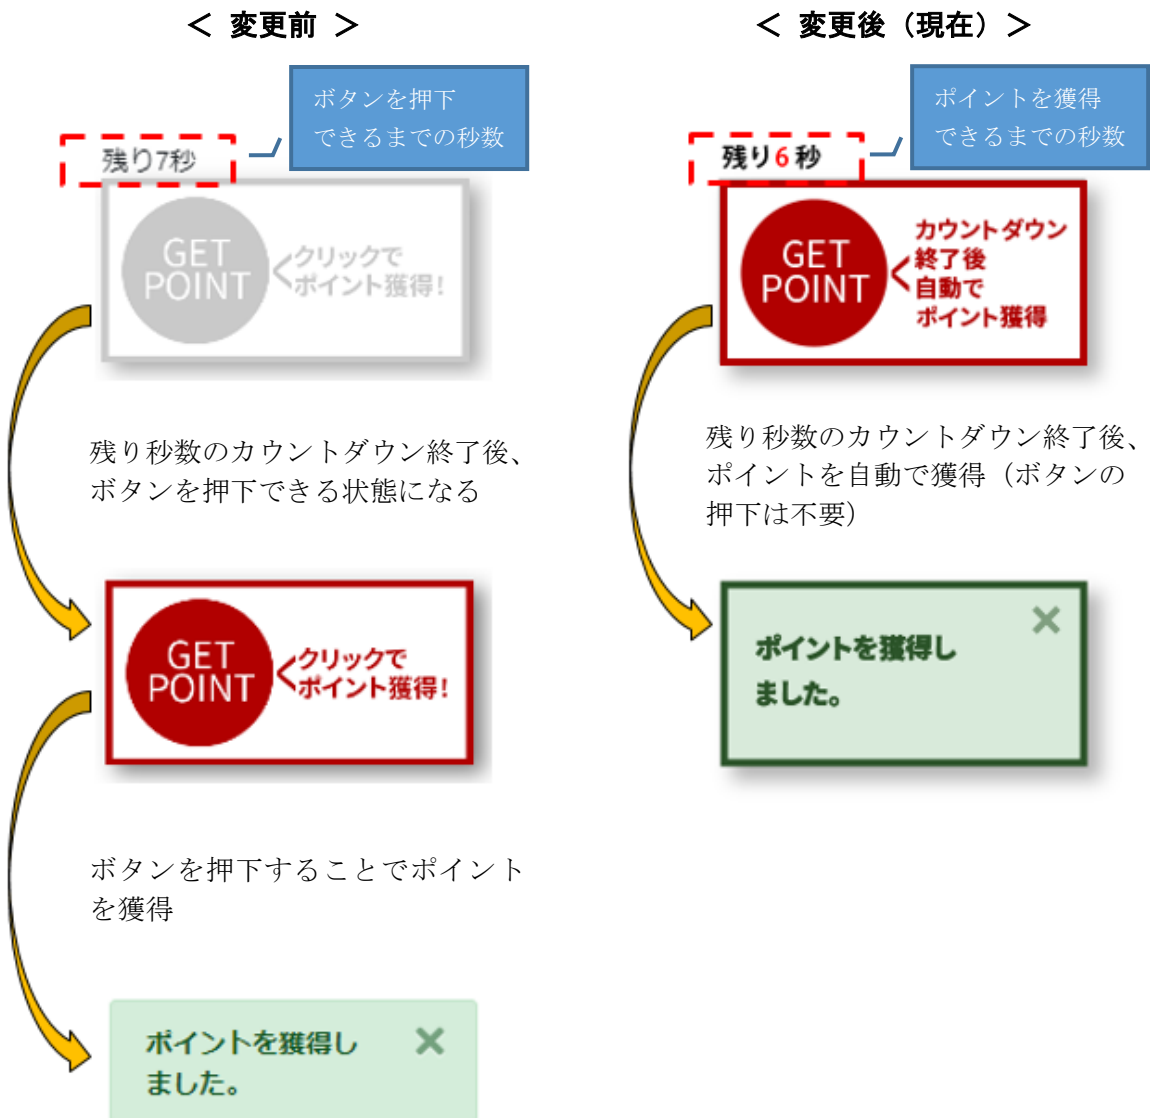 ＜ 変更前 ＞
ボタンを押下
できるまでの秒数
残り7秒
GET
POINT
クリックで
ポイント獲得！
残り秒数のカウントダウン終了後、
ボタンを押下できる状態になる
GET
POINT
クリックで
ポイント獲得！
ボタンを押下することでポイント
を獲得
ポイントを獲得し
ました。
×
＜ 変更後（現在）＞
ポイントを獲得
できるまでの秒数
残り6秒
GET
POINT
カウントダウン
終了後
自動で
ポイント獲得
残り秒数のカウントダウン終了後、
ポイントを自動で獲得（ボタンの
押下は不要）
ポイントを獲得し
ました。
×